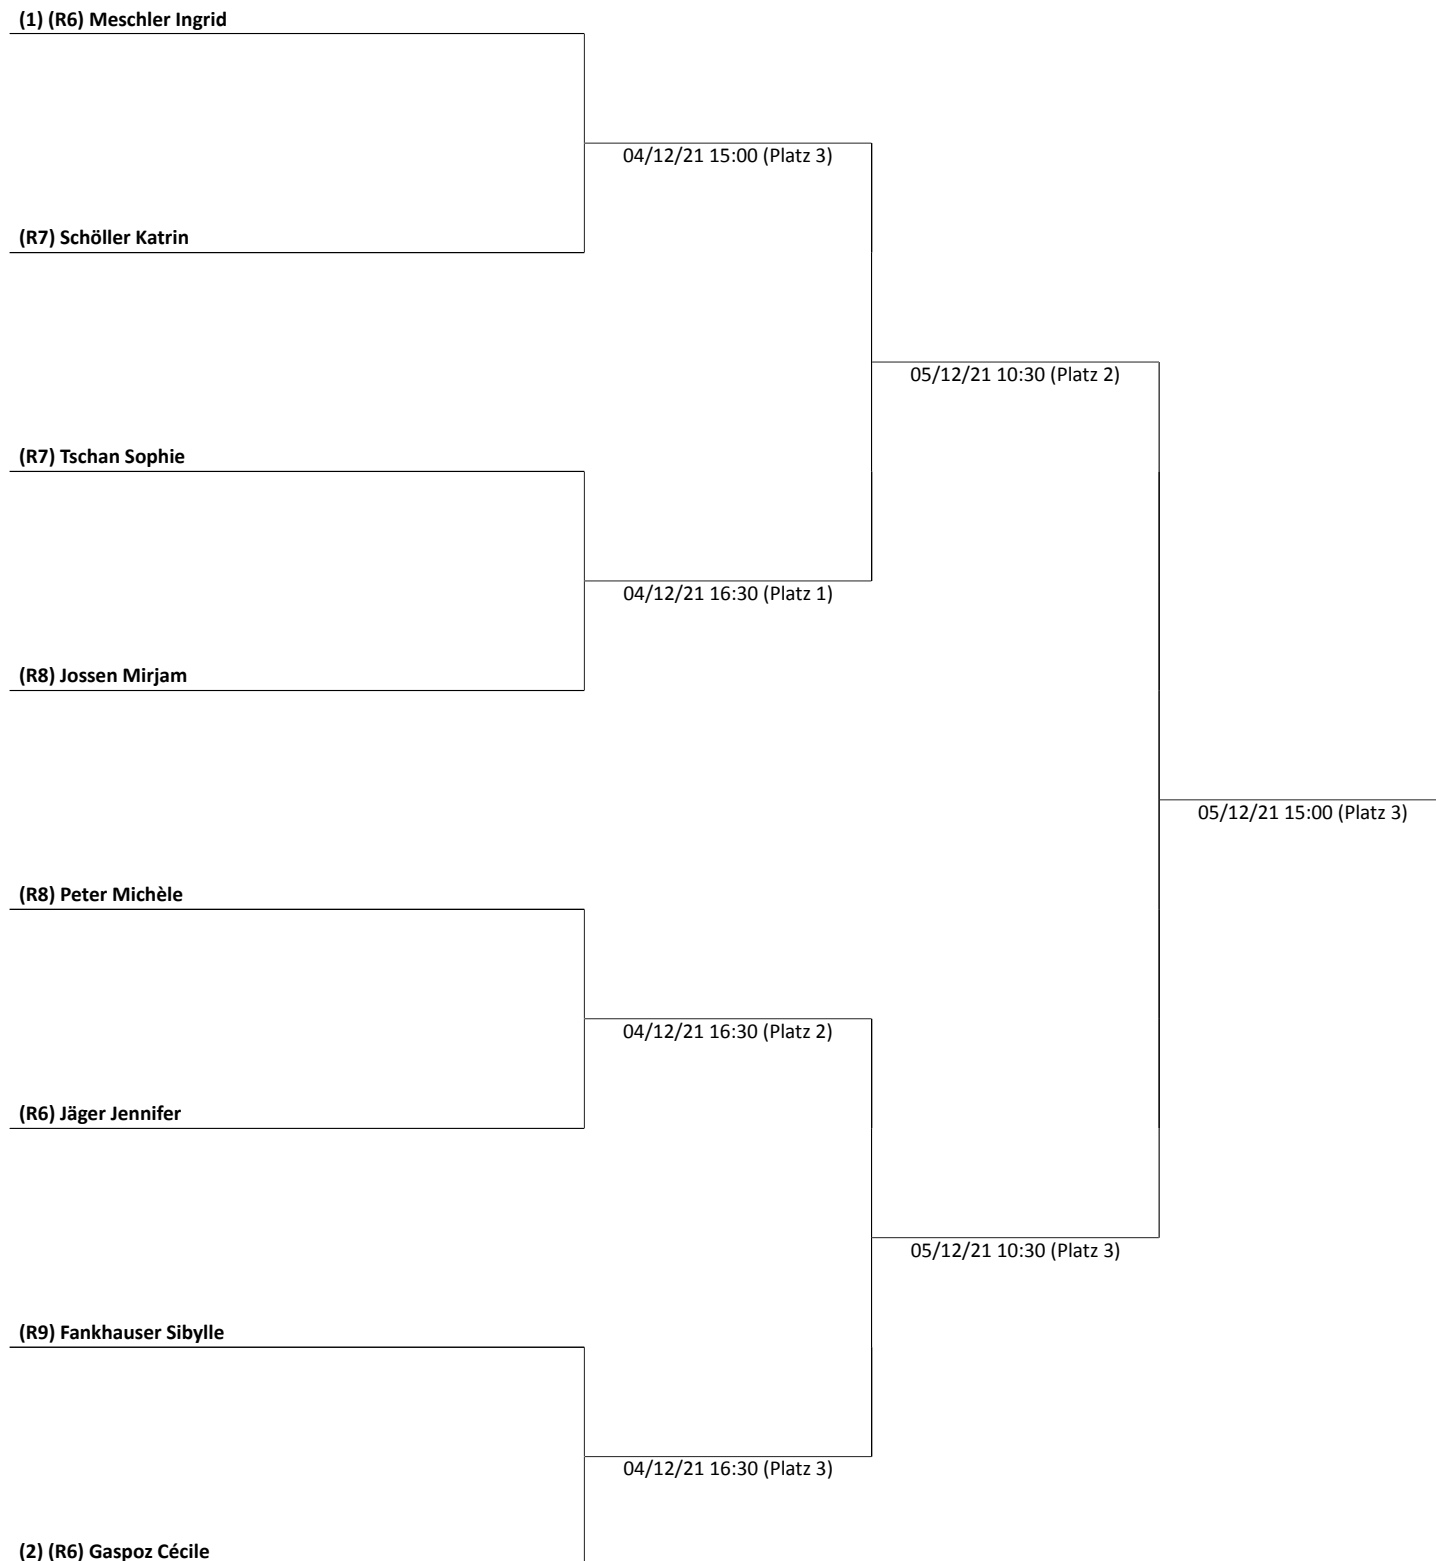 (1) (R6) Meschler Ingrid
04/12/21 15:00 (Platz 3)
(R7) Schöller Katrin
05/12/21 10:30 (Platz 2)
(R7) Tschan Sophie
04/12/21 16:30 (Platz 1)
(R8) Jossen Mirjam
05/12/21 15:00 (Platz 3)
(R8) Peter Michèle
04/12/21 16:30 (Platz 2)
(R6) Jäger Jennifer
05/12/21 10:30 (Platz 3)
(R9) Fankhauser Sibylle
04/12/21 16:30 (Platz 3)
(2) (R6) Gaspoz Cécile